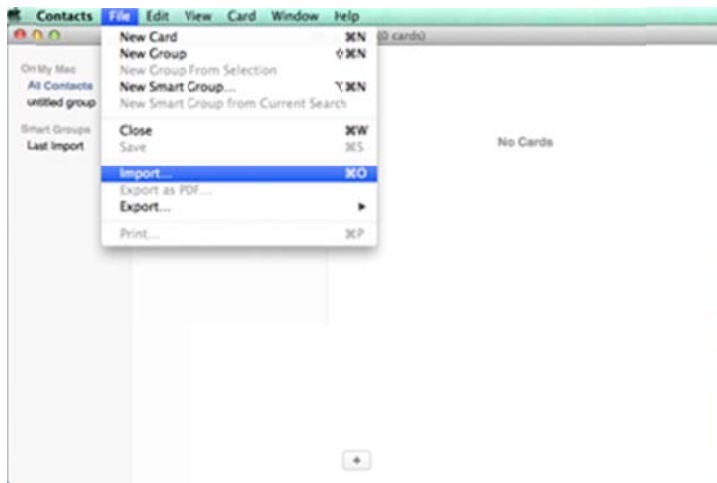 Contacts File Edit View Card Window Help
(0 cards)
On My Mac
All Contacts
untitled group
Smart Groups
Last Import
New Card ⌘N
New Group ⇧⌘N
New Group From Selection
New Smart Group... ⌥⌘N
New Smart Group from Current Search
Close ⌘W
Save ⌘S
Import... ⌘O
Export as PDF...
Export...
Print... ⌘P
No Cards
+